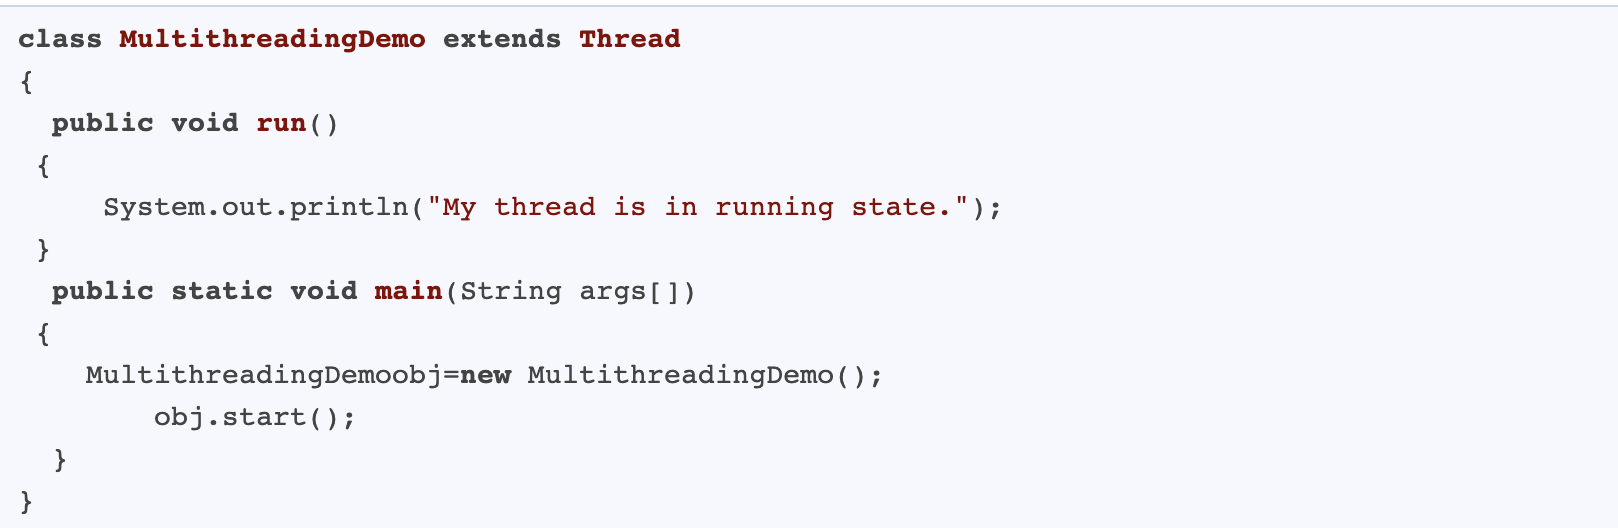 class MultithreadingDemo extends Thread
{
  public void run()
 {
     System.out.println("My thread is in running state.");
 }
  public static void main(String args[])
 {
    MultithreadingDemoobj=new MultithreadingDemo();
        obj.start();
  }
}